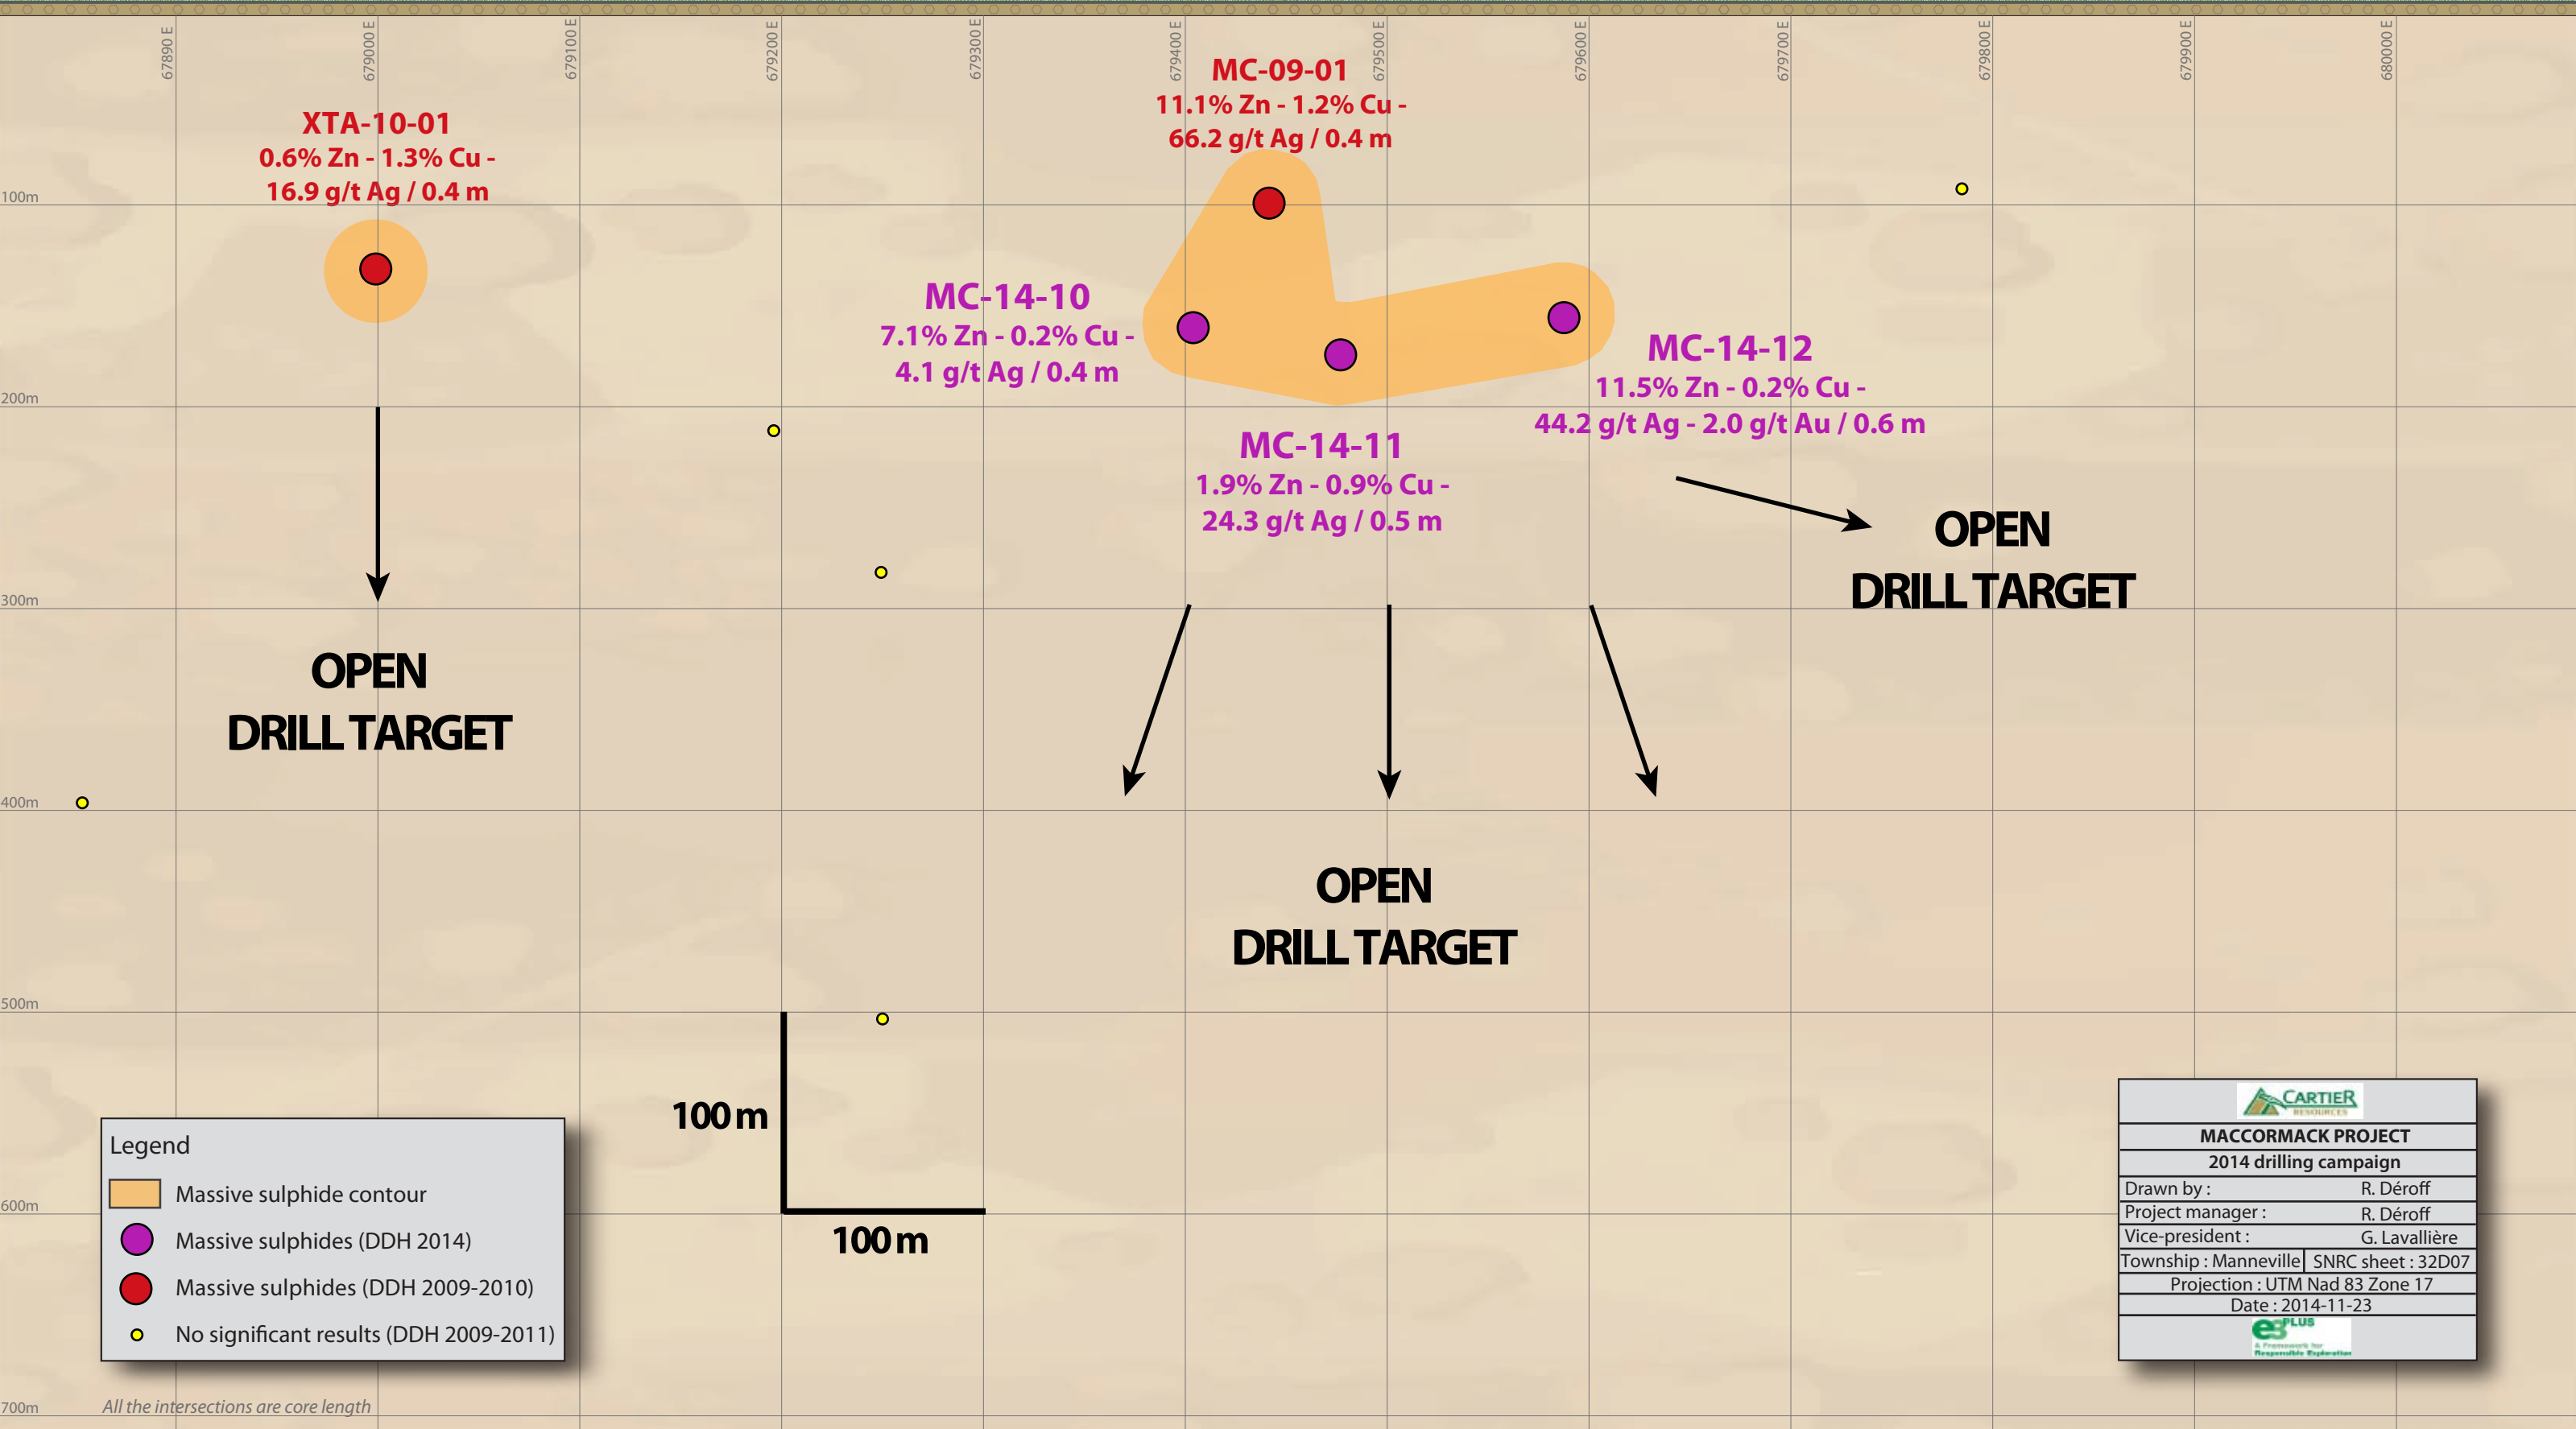 678890 E
679000 E
679100 E
679200 E
679300 E
679400 E
679500 E
679600 E
679700 E
679800 E
679900 E
680000 E
XTA-10-01
0.6% Zn - 1.3% Cu -
16.9 g/t Ag / 0.4 m
MC-09-01
11.1% Zn - 1.2% Cu -
66.2 g/t Ag / 0.4 m
100m
MC-14-10
7.1% Zn - 0.2% Cu -
4.1 g/t Ag / 0.4 m
MC-14-12
11.5% Zn - 0.2% Cu -
44.2 g/t Ag - 2.0 g/t Au / 0.6 m
200m
MC-14-11
1.9% Zn - 0.9% Cu -
24.3 g/t Ag / 0.5 m
OPEN
DRILL TARGET
300m
OPEN
DRILL TARGET
400m
OPEN
DRILL TARGET
500m
100 m
100 m
600m
700m
Legend
Massive sulphide contour
Massive sulphides (DDH 2014)
Massive sulphides (DDH 2009-2010)
No significant results (DDH 2009-2011)
All the intersections are core length
CARTIER
RESOURCES
MACCORMACK PROJECT
2014 drilling campaign
Drawn by : R. Déroff
Project manager : R. Déroff
Vice-president : G. Lavallière
Township : Manneville SNRC sheet : 32D07
Projection : UTM Nad 83 Zone 17
Date : 2014-11-23
e3 PLUS
A Framework for
Responsible Exploration